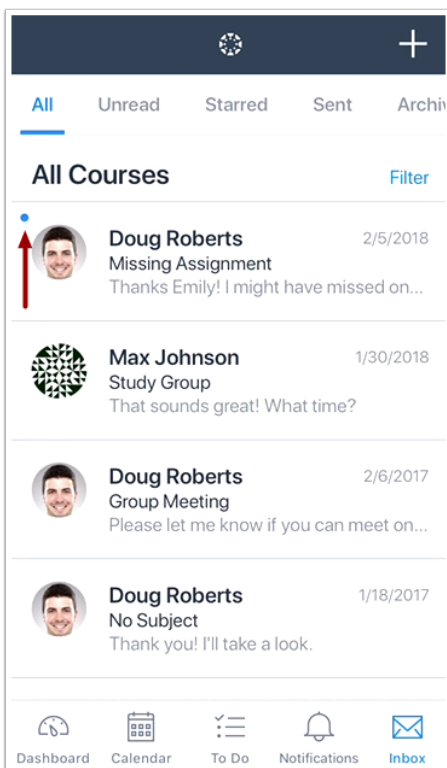 All Unread Starred Sent Archiv
All Courses Filter
Doug Roberts 2/5/2018
Missing Assignment
Thanks Emily! I might have missed on...
Max Johnson 1/30/2018
Study Group
That sounds great! What time?
Doug Roberts 2/6/2017
Group Meeting
Please let me know if you can meet on...
Doug Roberts 1/18/2017
No Subject
Thank you! I'll take a look.
Dashboard Calendar To Do Notifications Inbox